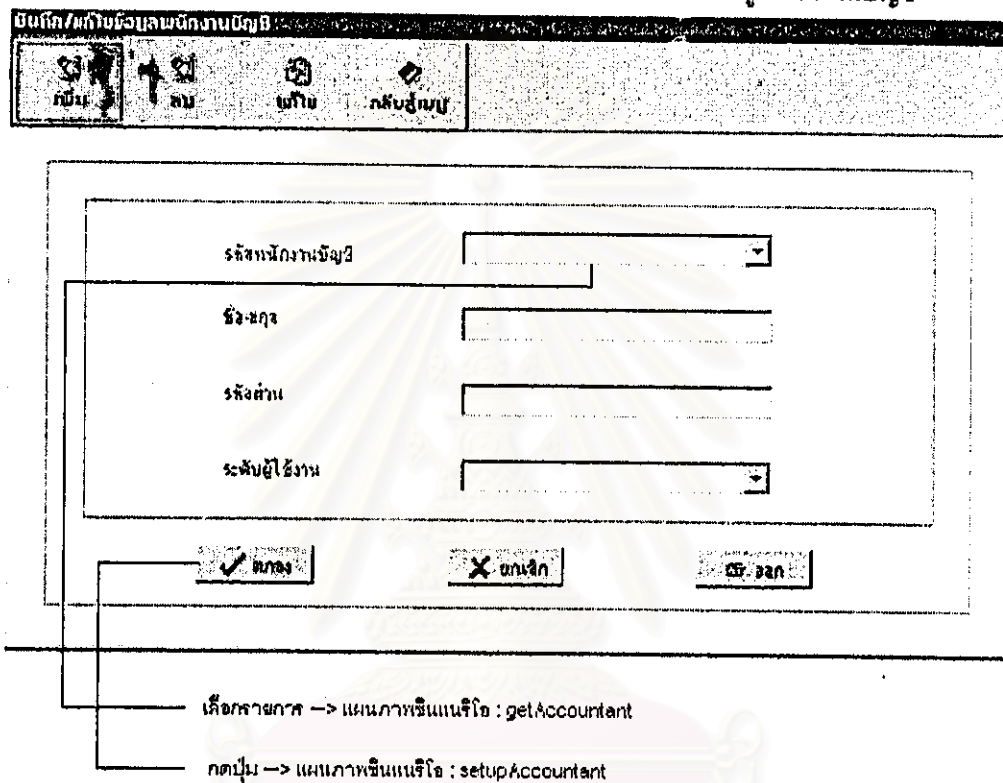 บันทึก/แก้ไขข้อมูลพนักงานบัญชี
เพิ่ม ลบ แก้ไข กลับสู่เมนู
รหัสพนักงานบัญชี
ชื่อ-สกุล
รหัสผ่าน
ระดับผู้ใช้งาน
ตกลง ยกเลิก ออก
เลือกรายการ –> แผนภาพซีนแนริโอ : getAccountant
กดปุ่ม –> แผนภาพซีนแนริโอ : setupAccountant